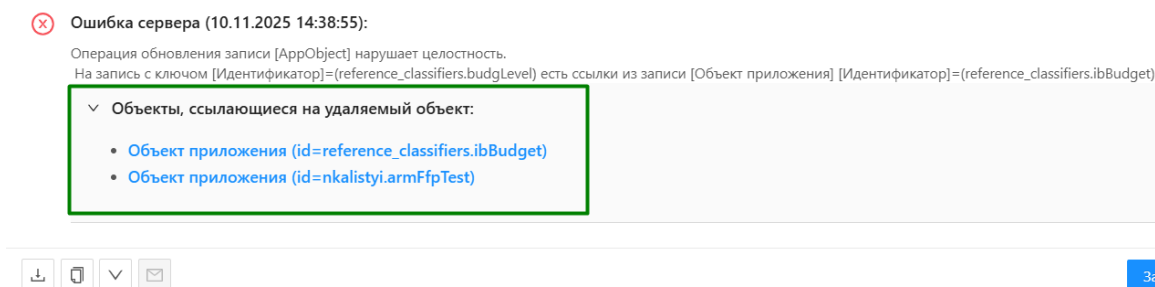 Ошибка сервера (10.11.2025 14:38:55):
Операция обновления записи [AppObject] нарушает целостность.
На запись с ключом [Идентификатор]=(reference_classifiers.budgLevel) есть ссылки из записи [Объект приложения] [Идентификатор]=(reference_classifiers.ibBudget)
Объекты, ссылающиеся на удаляемый объект:
• Объект приложения (id=reference_classifiers.ibBudget)
• Объект приложения (id=nkalistyi.armFfpTest)